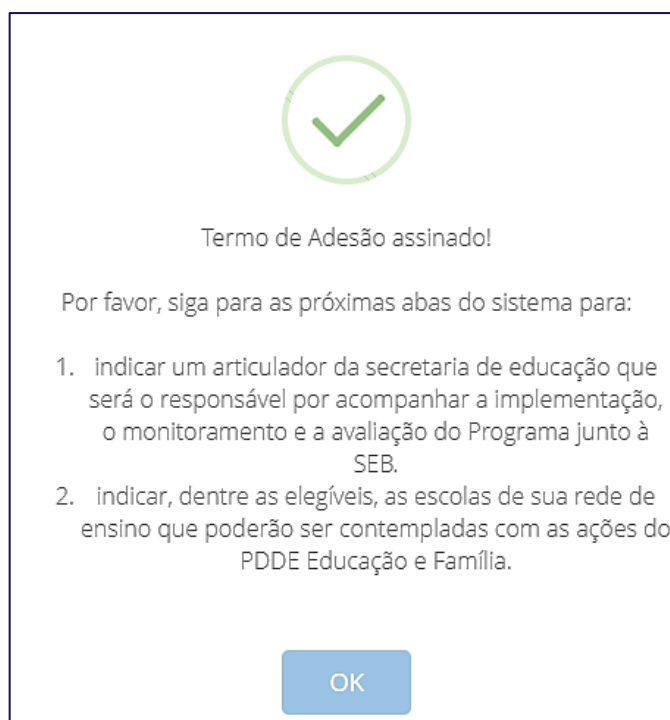 Termo de Adesão assinado!
Por favor, siga para as próximas abas do sistema para:
1. indicar um articulador da secretaria de educação que
será o responsável por acompanhar a implementação,
o monitoramento e a avaliação do Programa junto à
SEB.
2. indicar, dentre as elegíveis, as escolas de sua rede de
ensino que poderão ser contempladas com as ações do
PDDE Educação e Família.
OK